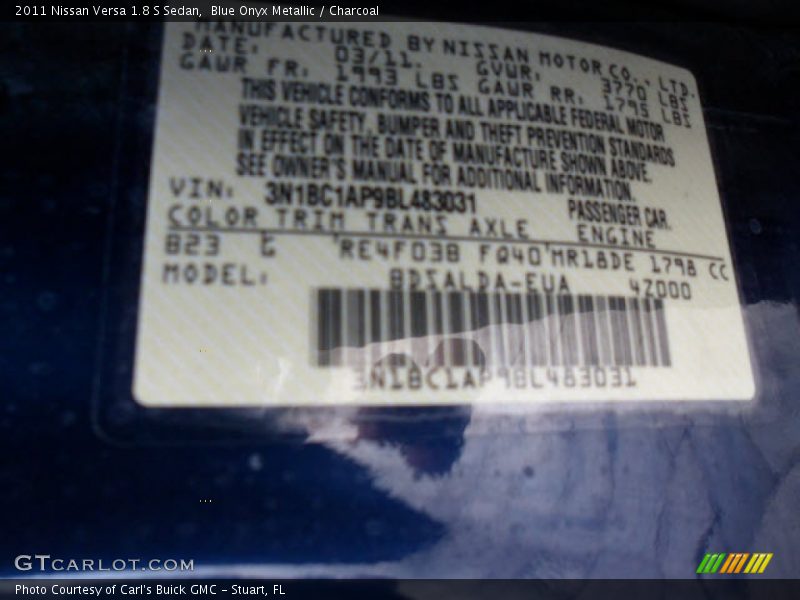 2011 Nissan Versa 1.8 S Sedan, Blue Onyx Metallic / Charcoal
MANUFACTURED BY NISSAN MOTOR CO., LTD.
DATE: 03/11. GVWR: 3770 LBS
GAWR FR: 1993 LBS GAWR RR: 1795 LBS
THIS VEHICLE CONFORMS TO ALL APPLICABLE FEDERAL MOTOR
VEHICLE SAFETY, BUMPER AND THEFT PREVENTION STANDARDS
IN EFFECT ON THE DATE OF MANUFACTURE SHOWN ABOVE.
SEE OWNER'S MANUAL FOR ADDITIONAL INFORMATION.
VIN: 3N1BC1AP9BL483031 PASSENGER CAR.
COLOR TRIM TRANS AXLE ENGINE
B23 G RE4F03B FQ40 MR18DE 1798 CC
MODEL: BDSALDA-EUA 4Z000
3N1BC1AP9BL483031
GTCARLOT.COM
Photo Courtesy of Carl's Buick GMC - Stuart, FL